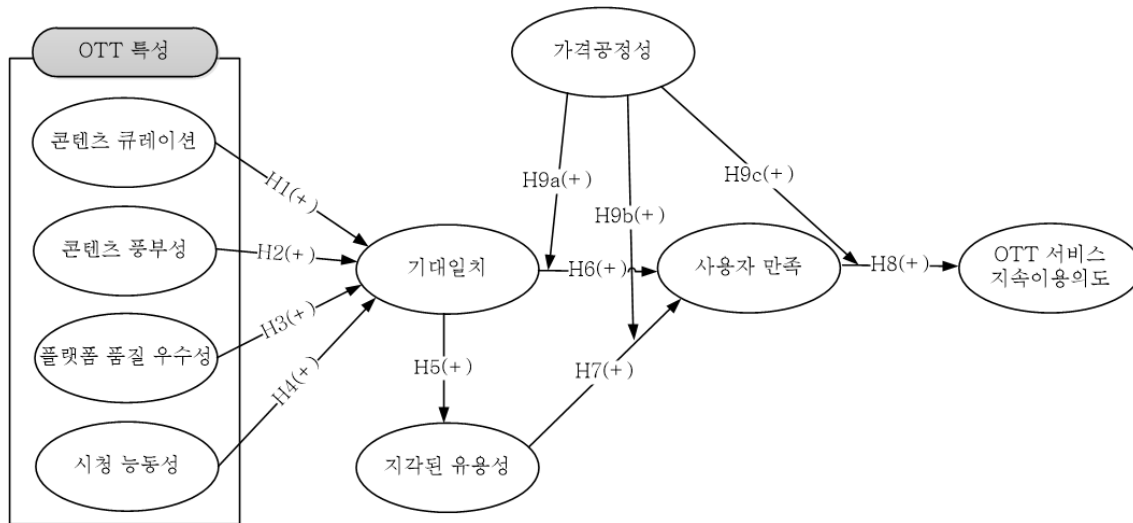 OTT 특성
가격공정성
콘텐츠 큐레이션
H1(+)
H9a(+)
H9c(+)
H9b(+)
콘텐츠 풍부성
H2(+)
기대일치
H6(+)
사용자 만족
H8(+)
OTT 서비스
지속이용의도
플랫폼 품질 우수성
H3(+)
H4(+)
H5(+)
H7(+)
시청 능동성
지각된 유용성